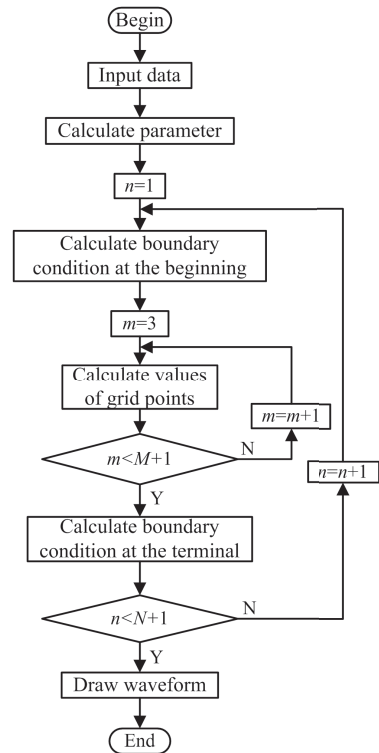 Begin
Input data
Calculate parameter
n=1
Calculate boundary
condition at the beginning
m=3
Calculate values
of grid points
m=m+1
m<M+1
N
n=n+1
Y
Calculate boundary
condition at the terminal
n<N+1
N
Y
Draw waveform
End